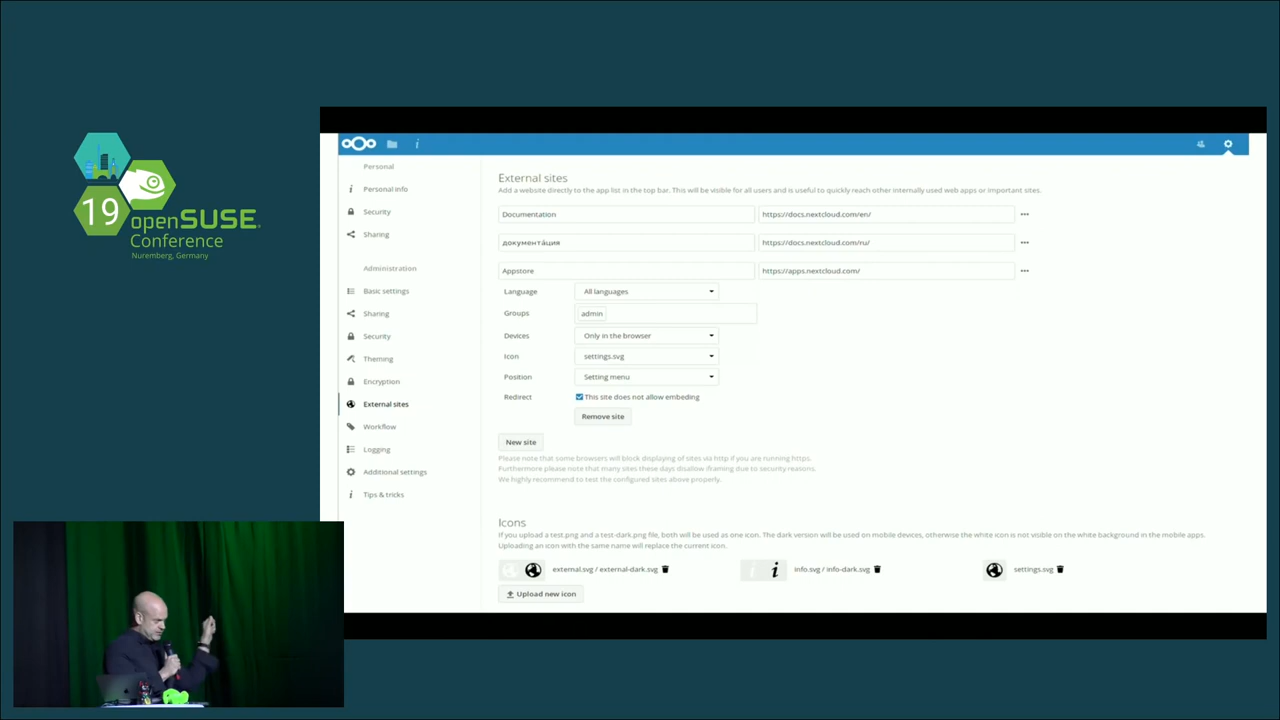 19
openSUSE
Conference
Nuremberg, Germany
Personal
Personal info
Security
Sharing
Administration
Basic settings
Sharing
Security
Theming
Encryption
External sites
Workflow
Logging
Additional settings
Tips & tricks
External sites
Add a website directly to the app list in the top bar. This will be visible for all users and is useful to quickly reach other internally used web apps or important sites.
Documentation https://docs.nextcloud.com/en/
документа́ция https://docs.nextcloud.com/ru/
Appstore https://apps.nextcloud.com/
Language All languages
Groups admin
Devices Only in the browser
Icon settings.svg
Position Setting menu
Redirect This site does not allow embeding
Remove site
New site
Please note that some browsers will block displaying of sites via http if you are running https.
Furthermore please note that many sites these days disallow iframing due to security reasons.
We highly recommend to test the configured sites above properly.
Icons
If you upload a test.png and a test-dark.png file, both will be used as one icon. The dark version will be used on mobile devices, otherwise the white icon is not visible on the white background in the mobile apps.
Uploading an icon with the same name will replace the current icon.
external.svg / external-dark.svg info.svg / info-dark.svg settings.svg
Upload new icon